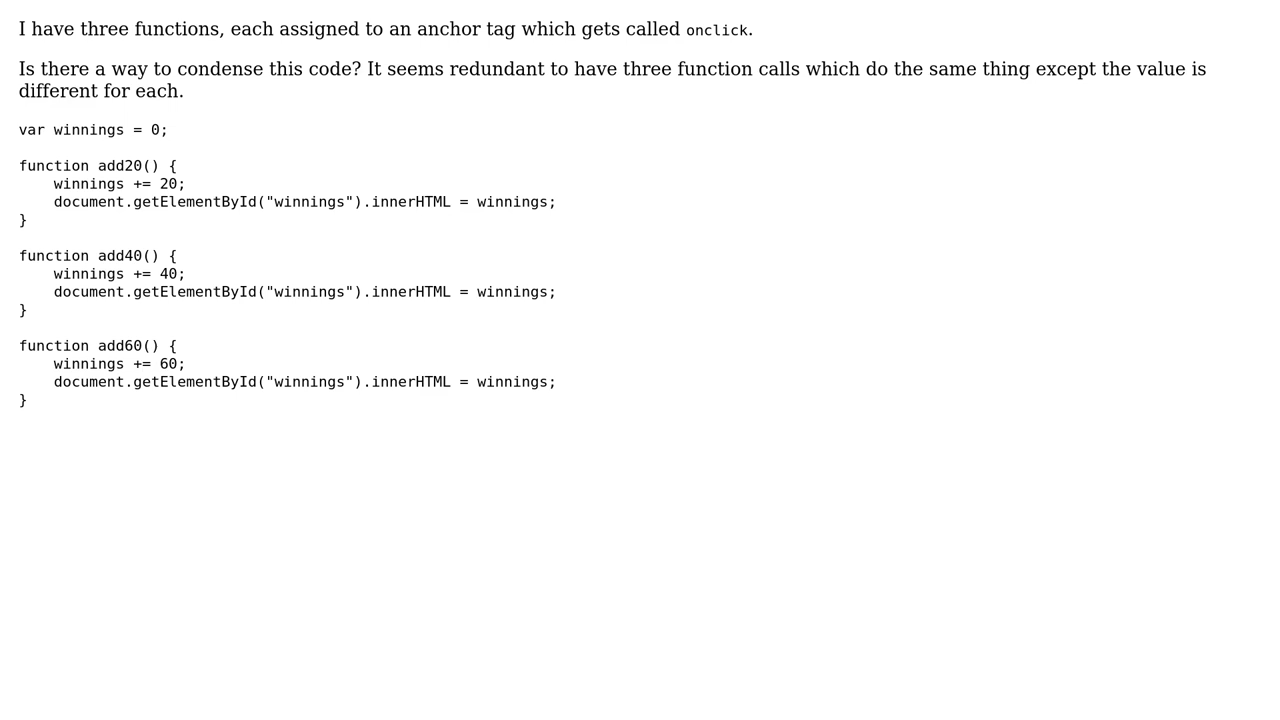 I have three functions, each assigned to an anchor tag which gets called onclick.
Is there a way to condense this code? It seems redundant to have three function calls which do the same thing except the value is
different for each.
var winnings = 0;
function add20() {
    winnings += 20;
    document.getElementById("winnings").innerHTML = winnings;
}
function add40() {
    winnings += 40;
    document.getElementById("winnings").innerHTML = winnings;
}
function add60() {
    winnings += 60;
    document.getElementById("winnings").innerHTML = winnings;
}